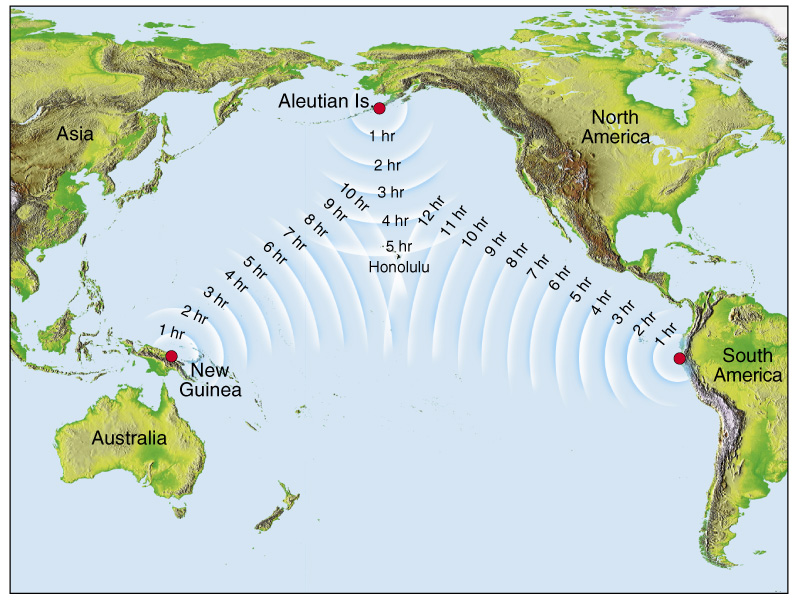 Aleutian Is.
Asia
North
America
1 hr
2 hr
3 hr
4 hr
5 hr
Honolulu
10 hr
9 hr
8 hr
7 hr
6 hr
5 hr
4 hr
3 hr
2 hr
1 hr
New
Guinea
12 hr
11 hr
10 hr
9 hr
8 hr
7 hr
6 hr
5 hr
4 hr
3 hr
2 hr
1 hr
South
America
Australia